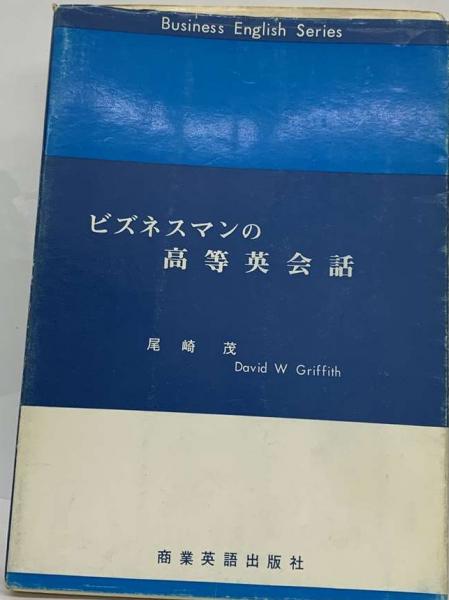 Business English Series
ビズネスマンの
高等英会話
尾崎茂
David W Griffith
商業英語出版社